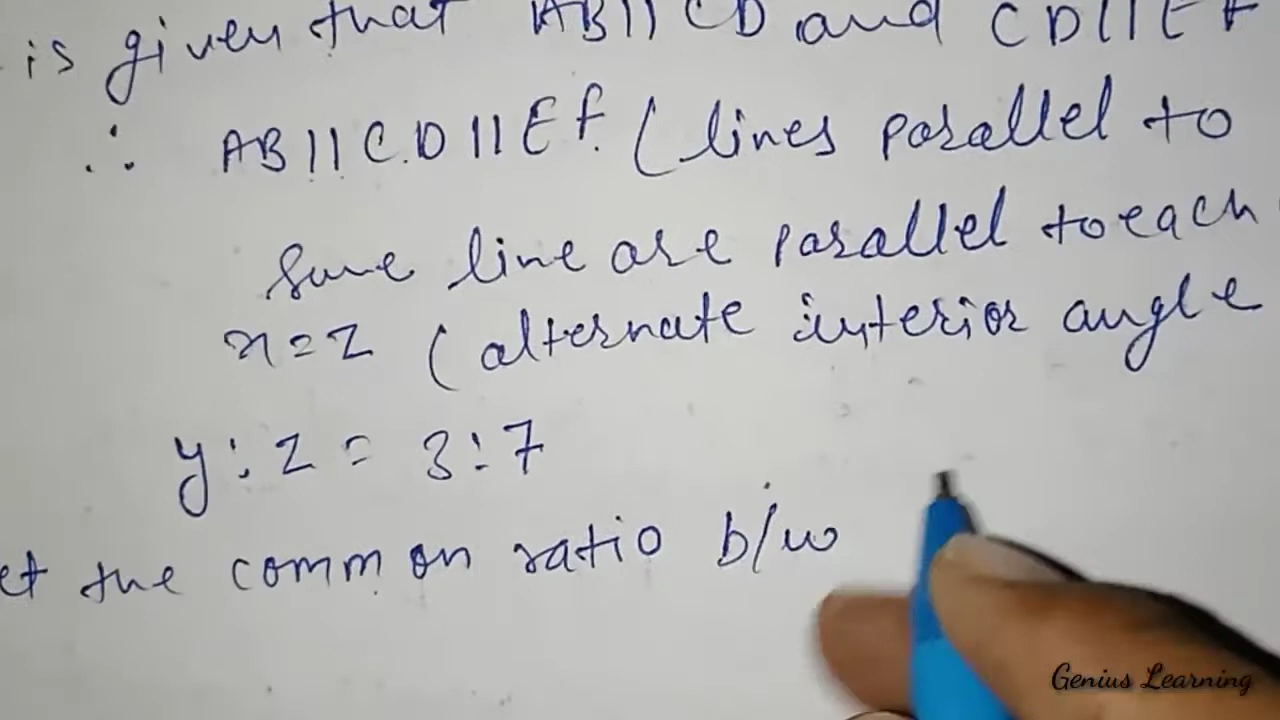 is given that AB || CD and CD || EF
∴ AB || C.D || EF. ( lines parallel to
Same line are parallel to each
x = z ( alternate interior angle
y : z = 3 : 7
et the common ratio b/w
Genius Learning